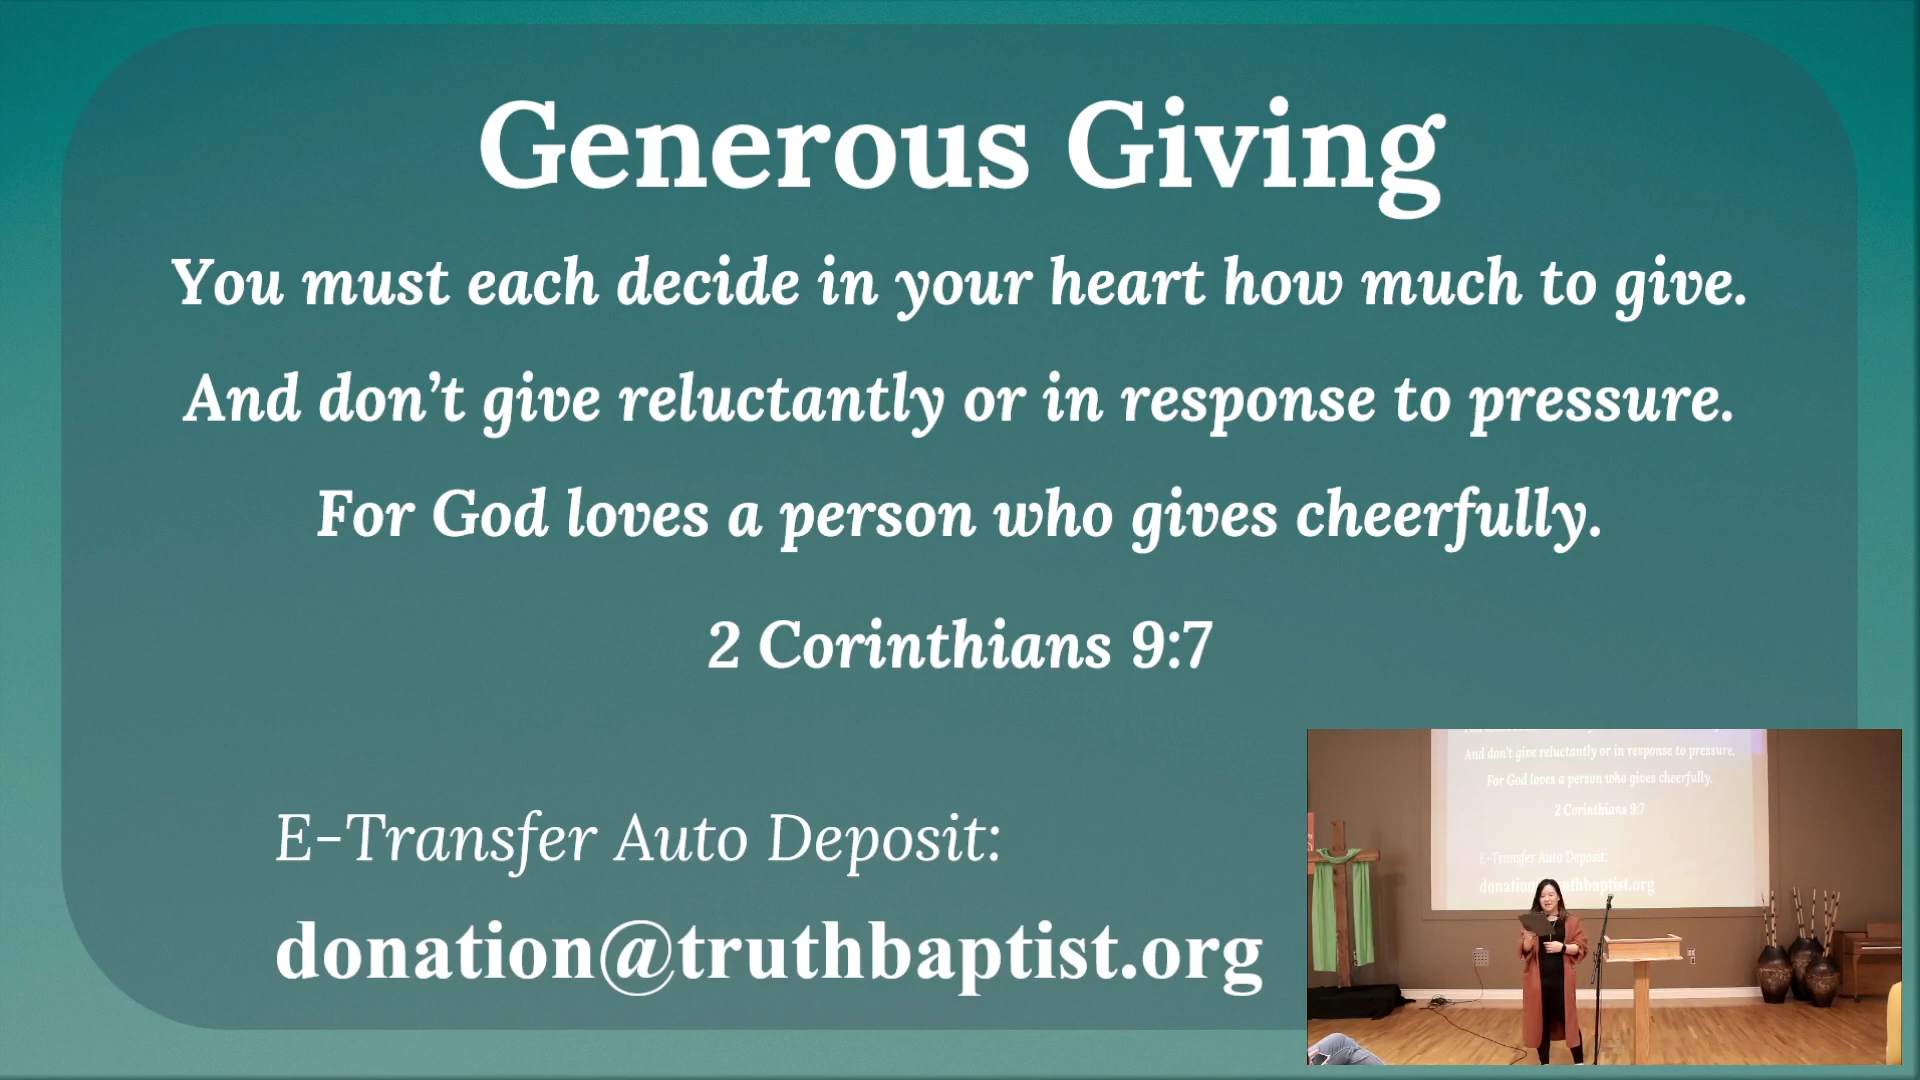 Generous Giving
You must each decide in your heart how much to give.
And don’t give reluctantly or in response to pressure.
For God loves a person who gives cheerfully.
2 Corinthians 9:7
E-Transfer Auto Deposit:
donation@truthbaptist.org
And don't give reluctantly or in response to pressure.
For God loves a person who gives cheerfully.
2 Corinthians 9:7
E-Transfer Auto Deposit:
donation thbaptist.org